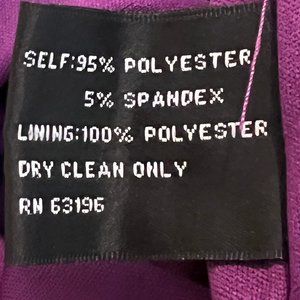 SELF:95% POLYESTER
5% SPANDEX
LINING:100% POLYESTER
DRY CLEAN ONLY
RN 63196